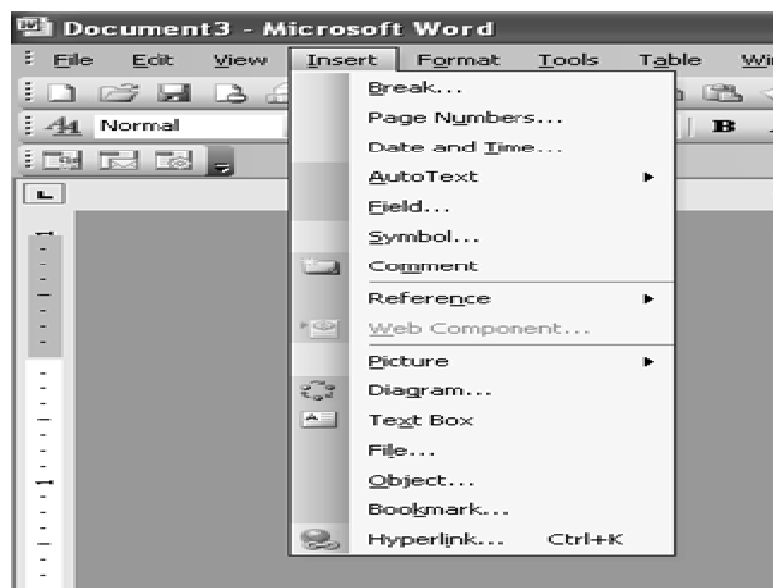 Document3 - Microsoft Word
File Edit View Insert Format Tools Table
Normal B
Break...
Page Numbers...
Date and Time...
AutoText
Field...
Symbol...
Comment
Reference
Web Component...
Picture
Diagram...
Text Box
File...
Object...
Bookmark...
Hyperlink... Ctrl+K